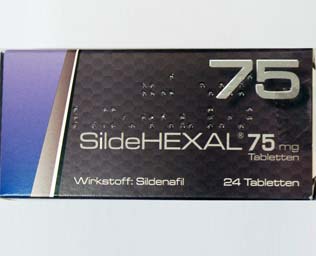 75
SildeHEXAL® 75 mg
Tabletten
Wirkstoff: Sildenafil
24 Tabletten